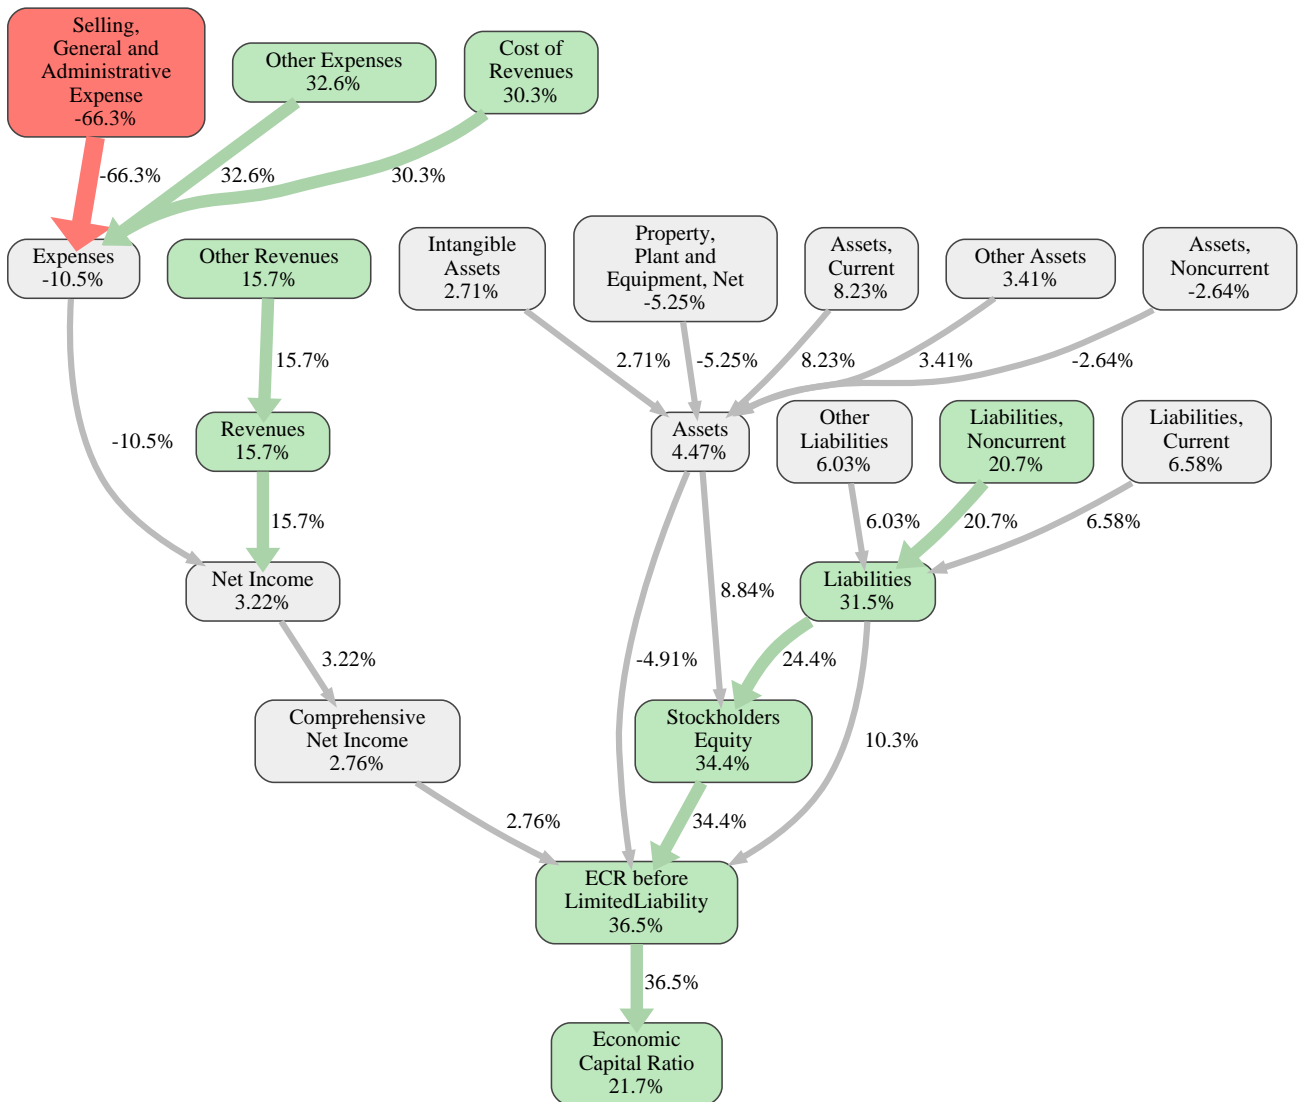 Selling,
General and
Administrative
Expense
-66.3%
Other Expenses
32.6%
Cost of
Revenues
30.3%
-66.3%
32.6%
30.3%
Expenses
-10.5%
Other Revenues
15.7%
Intangible
Assets
2.71%
Property,
Plant and
Equipment, Net
-5.25%
Assets,
Current
8.23%
Other Assets
3.41%
Assets,
Noncurrent
-2.64%
15.7%
2.71%
-5.25%
8.23%
3.41%
-2.64%
-10.5%
Revenues
15.7%
Assets
4.47%
Other
Liabilities
6.03%
Liabilities,
Noncurrent
20.7%
Liabilities,
Current
6.58%
15.7%
6.03%
20.7%
6.58%
Net Income
3.22%
Liabilities
31.5%
8.84%
3.22%
-4.91%
24.4%
Comprehensive
Net Income
2.76%
Stockholders
Equity
34.4%
10.3%
2.76%
34.4%
ECR before
LimitedLiability
36.5%
36.5%
Economic
Capital Ratio
21.7%